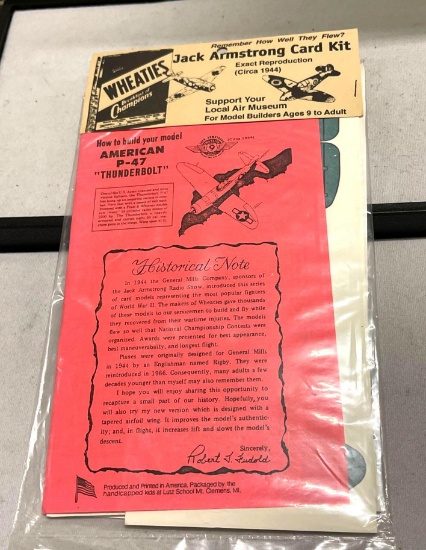 Remember How Well They Flew?
Jack Armstrong Card Kit
WHEATIES
Breakfast of
Champions
Exact Reproduction
(Circa 1944)
Support Your
Local Air Museum
For Model Builders Ages 9 to Adult
How to build your model
AMERICAN
P-47
"THUNDERBOLT"
Historical Note
In 1944 the General Mills Company, sponsors of
the Jack Armstrong Radio Show, introduced this series
of card models representing the most popular fighters
of World War II. The makers of Wheaties gave thousands
of these models to our servicemen to build and fly while
they recovered from their wartime injuries. The models
flew so well that National Championship Contests were
organized. Awards were presented for best appearance,
best maneuverabally, and longest flight.
Planes were originally designed for General Mills
in 1941 by an Englishman named Rigby. They were
reintroduced in 1966. Consequently, many adults a few
decades younger than myself may also remember them.
I hope you will enjoy sharing this opportunity to
recapture a small part of our history. Hopefully, you
will also try my new version which is designed with a
tapered airfoil wing. It improves the model's authentic-
ity; and, in flight, it increases lift and slows the model's
descent.
Sincerely,
Produced and Printed in America, Packaged by the
handicapped kids at Lutz School Mt. Clemens, MI.